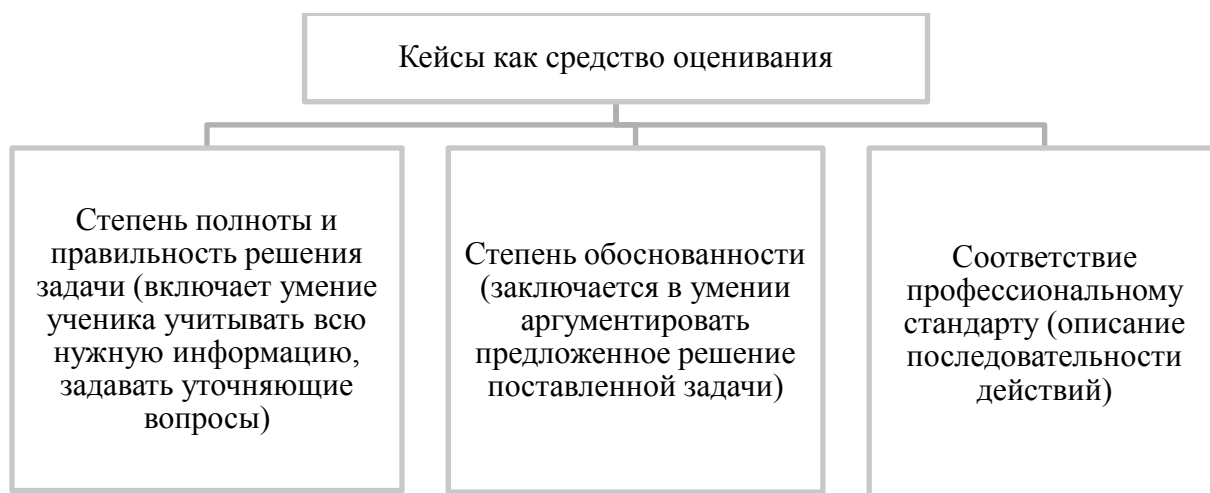 Кейсы как средство оценивания
Степень полноты и
правильность решения
задачи (включает умение
ученика учитывать всю
нужную информацию,
задавать уточняющие
вопросы)
Степень обоснованности
(заключается в умении
аргументировать
предложенное решение
поставленной задачи)
Соответствие
профессиональному
стандарту (описание
последовательности
действий)